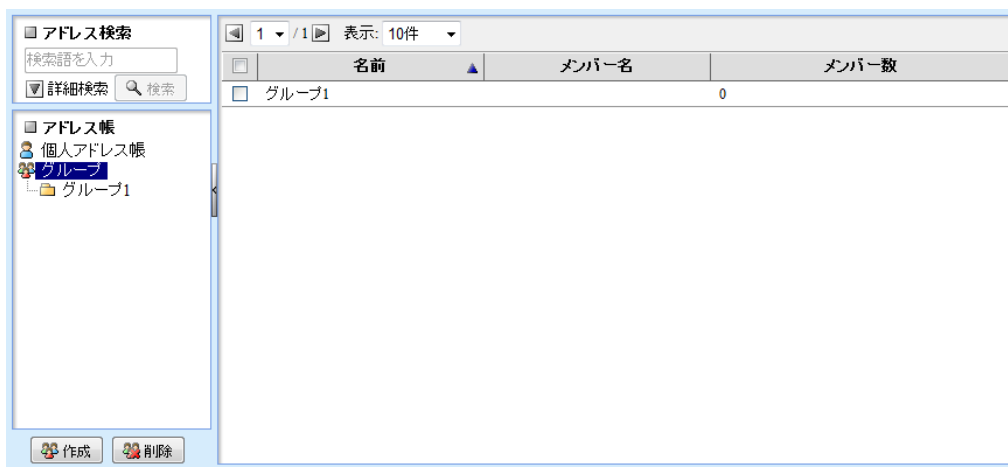 アドレス検索
検索語を入力
詳細検索 検索
アドレス帳
個人アドレス帳
グループ
グループ1
作成 削除
1 /1 表示: 10件
名前 メンバー名 メンバー数
グループ1 0